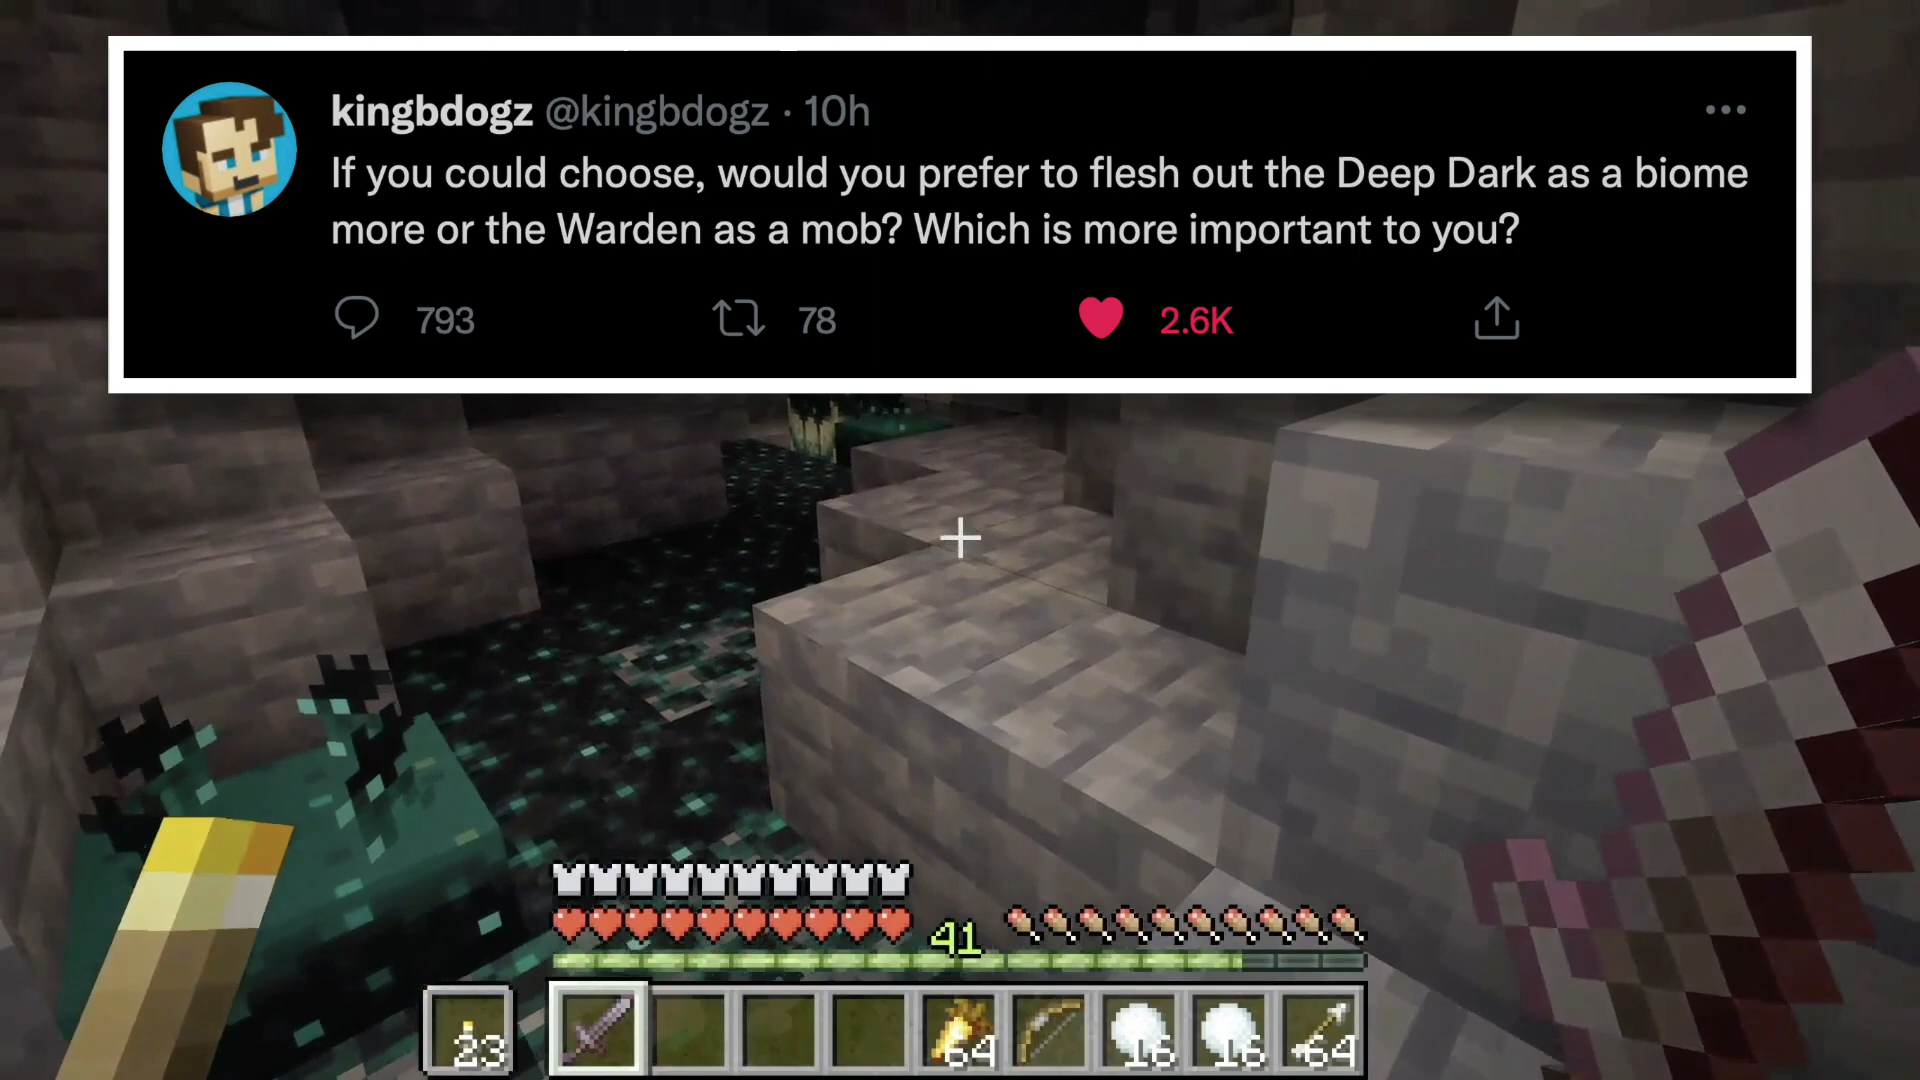 kingbdogz @kingbdogz · 10h
If you could choose, would you prefer to flesh out the Deep Dark as a biome
more or the Warden as a mob? Which is more important to you?
793 78 2.6K
41
23 64 16 16 64